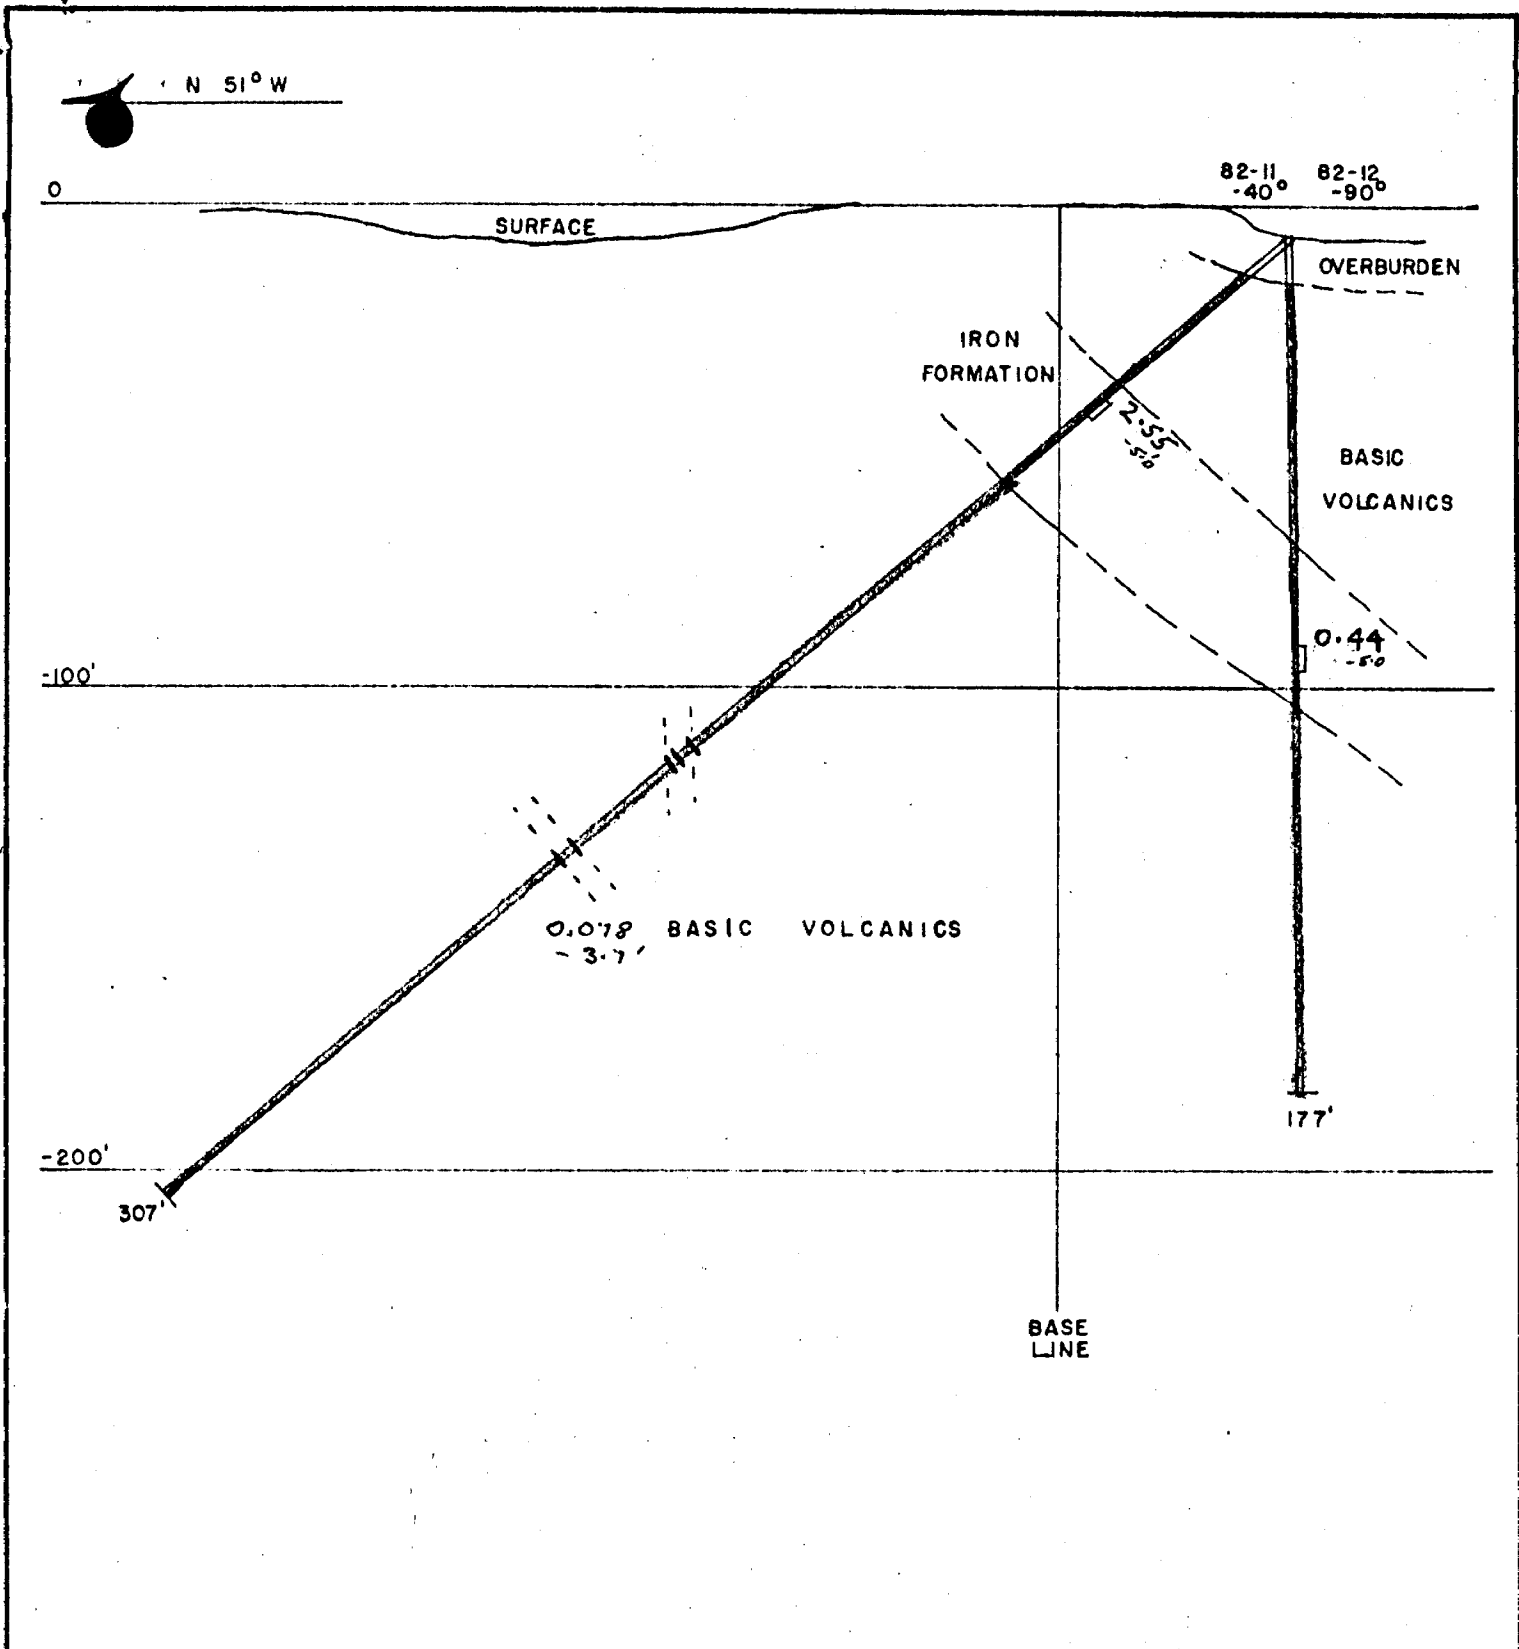 N 51° W
0
82-11 82-12
-40° -90°
SURFACE
OVERBURDEN
IRON
FORMATION
2.55
-5.0'
BASIC
VOLCANICS
0.44
-5.0
-100'
0.078 BASIC VOLCANICS
- 3.7'
177'
-200'
307'
BASE
LINE